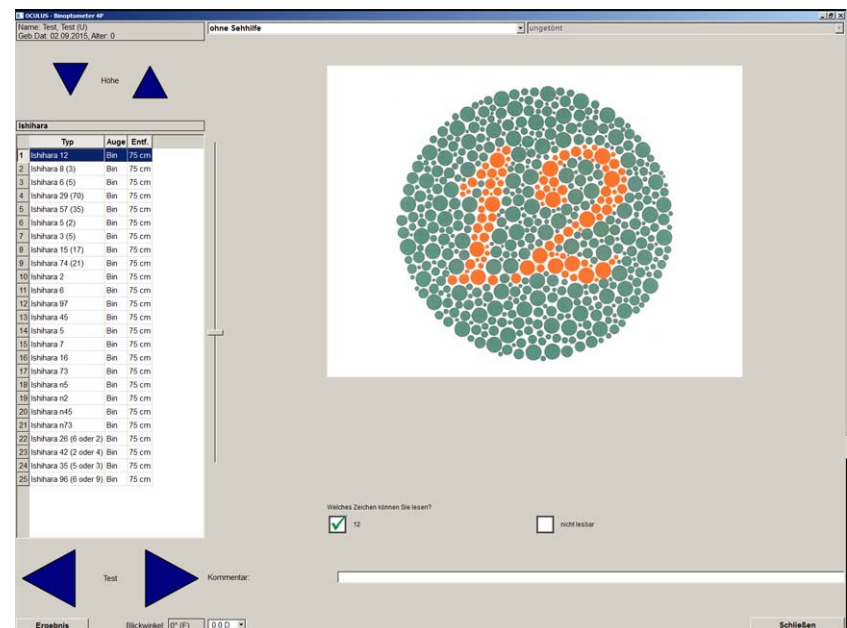 OCULUS - Binoptometer 4P
Name: Test, Test (U)
Geb.Dat: 02.09.2015, Alter: 0
ohne Sehhilfe
ungetönt
Höhe
Ishihara
Typ Auge Entf.
1 Ishihara 12 Bin 75 cm
2 Ishihara 8 (3) Bin 75 cm
3 Ishihara 6 (5) Bin 75 cm
4 Ishihara 29 (70) Bin 75 cm
5 Ishihara 57 (35) Bin 75 cm
6 Ishihara 5 (2) Bin 75 cm
7 Ishihara 3 (5) Bin 75 cm
8 Ishihara 15 (17) Bin 75 cm
9 Ishihara 74 (21) Bin 75 cm
10 Ishihara 2 Bin 75 cm
11 Ishihara 6 Bin 75 cm
12 Ishihara 97 Bin 75 cm
13 Ishihara 45 Bin 75 cm
14 Ishihara 5 Bin 75 cm
15 Ishihara 7 Bin 75 cm
16 Ishihara 16 Bin 75 cm
17 Ishihara 73 Bin 75 cm
18 Ishihara n5 Bin 75 cm
19 Ishihara n2 Bin 75 cm
20 Ishihara n45 Bin 75 cm
21 Ishihara n73 Bin 75 cm
22 Ishihara 26 (6 oder 2) Bin 75 cm
23 Ishihara 42 (2 oder 4) Bin 75 cm
24 Ishihara 35 (5 oder 3) Bin 75 cm
25 Ishihara 96 (6 oder 9) Bin 75 cm
12
Welches Zeichen können Sie lesen?
12 nicht lesbar
Test
Kommentar:
Ergebnis
Blickwinkel: 0° (F) 0.0 D
Schließen